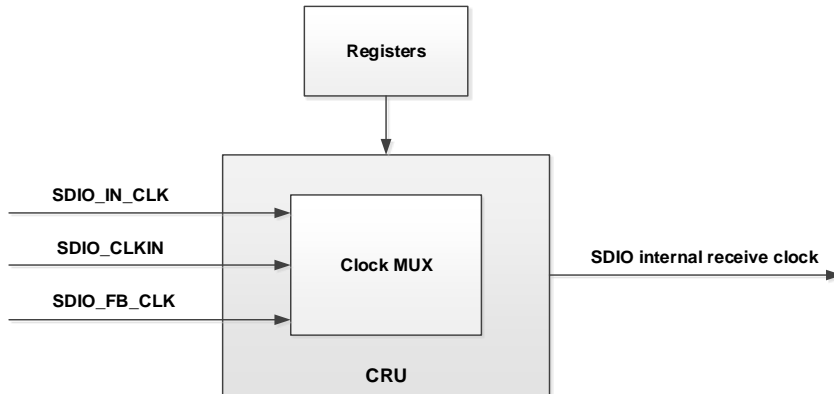 Registers
SDIO_IN_CLK
SDIO_CLKIN
SDIO_FB_CLK
Clock MUX
SDIO internal receive clock
CRU